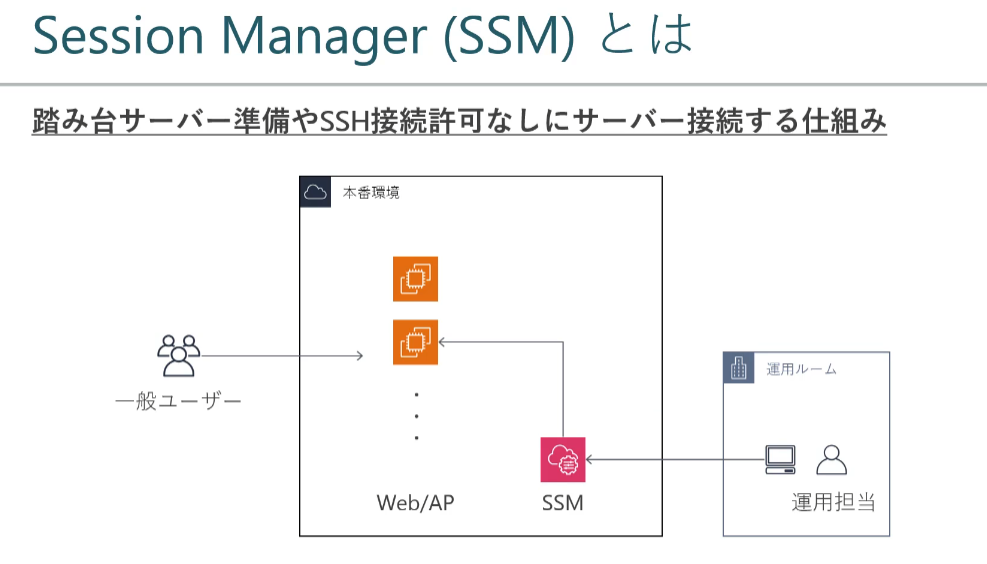 Session Manager (SSM) とは
踏み台サーバー準備やSSH接続許可なしにサーバー接続する仕組み
本番環境
運用ルーム
一般ユーザー
Web/AP
SSM
運用担当